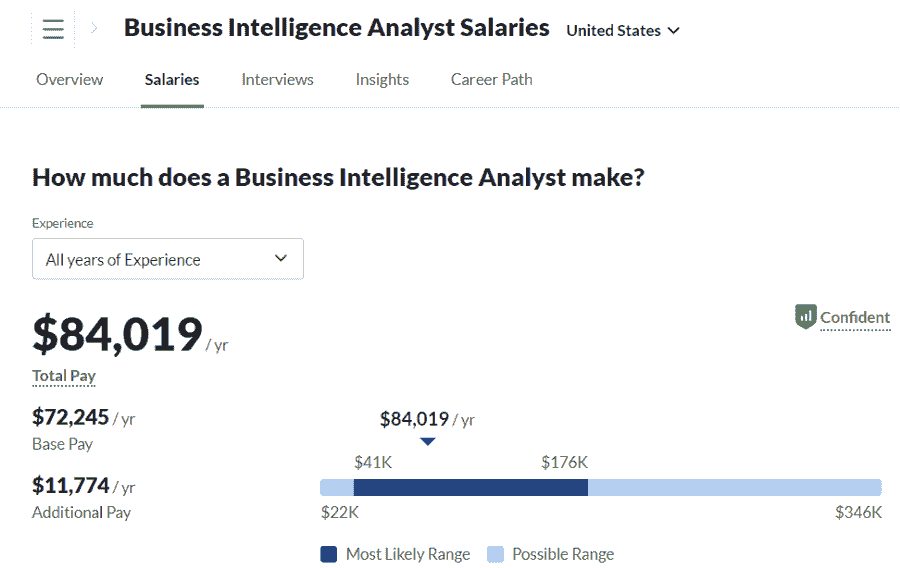 Business Intelligence Analyst Salaries United States
Overview Salaries Interviews Insights Career Path
How much does a Business Intelligence Analyst make?
Experience
All years of Experience
$84,019 / yr
Confident
Total Pay
$72,245 / yr
Base Pay
$11,774 / yr
Additional Pay
$84,019 / yr
$41K $176K
$22K $346K
Most Likely Range Possible Range